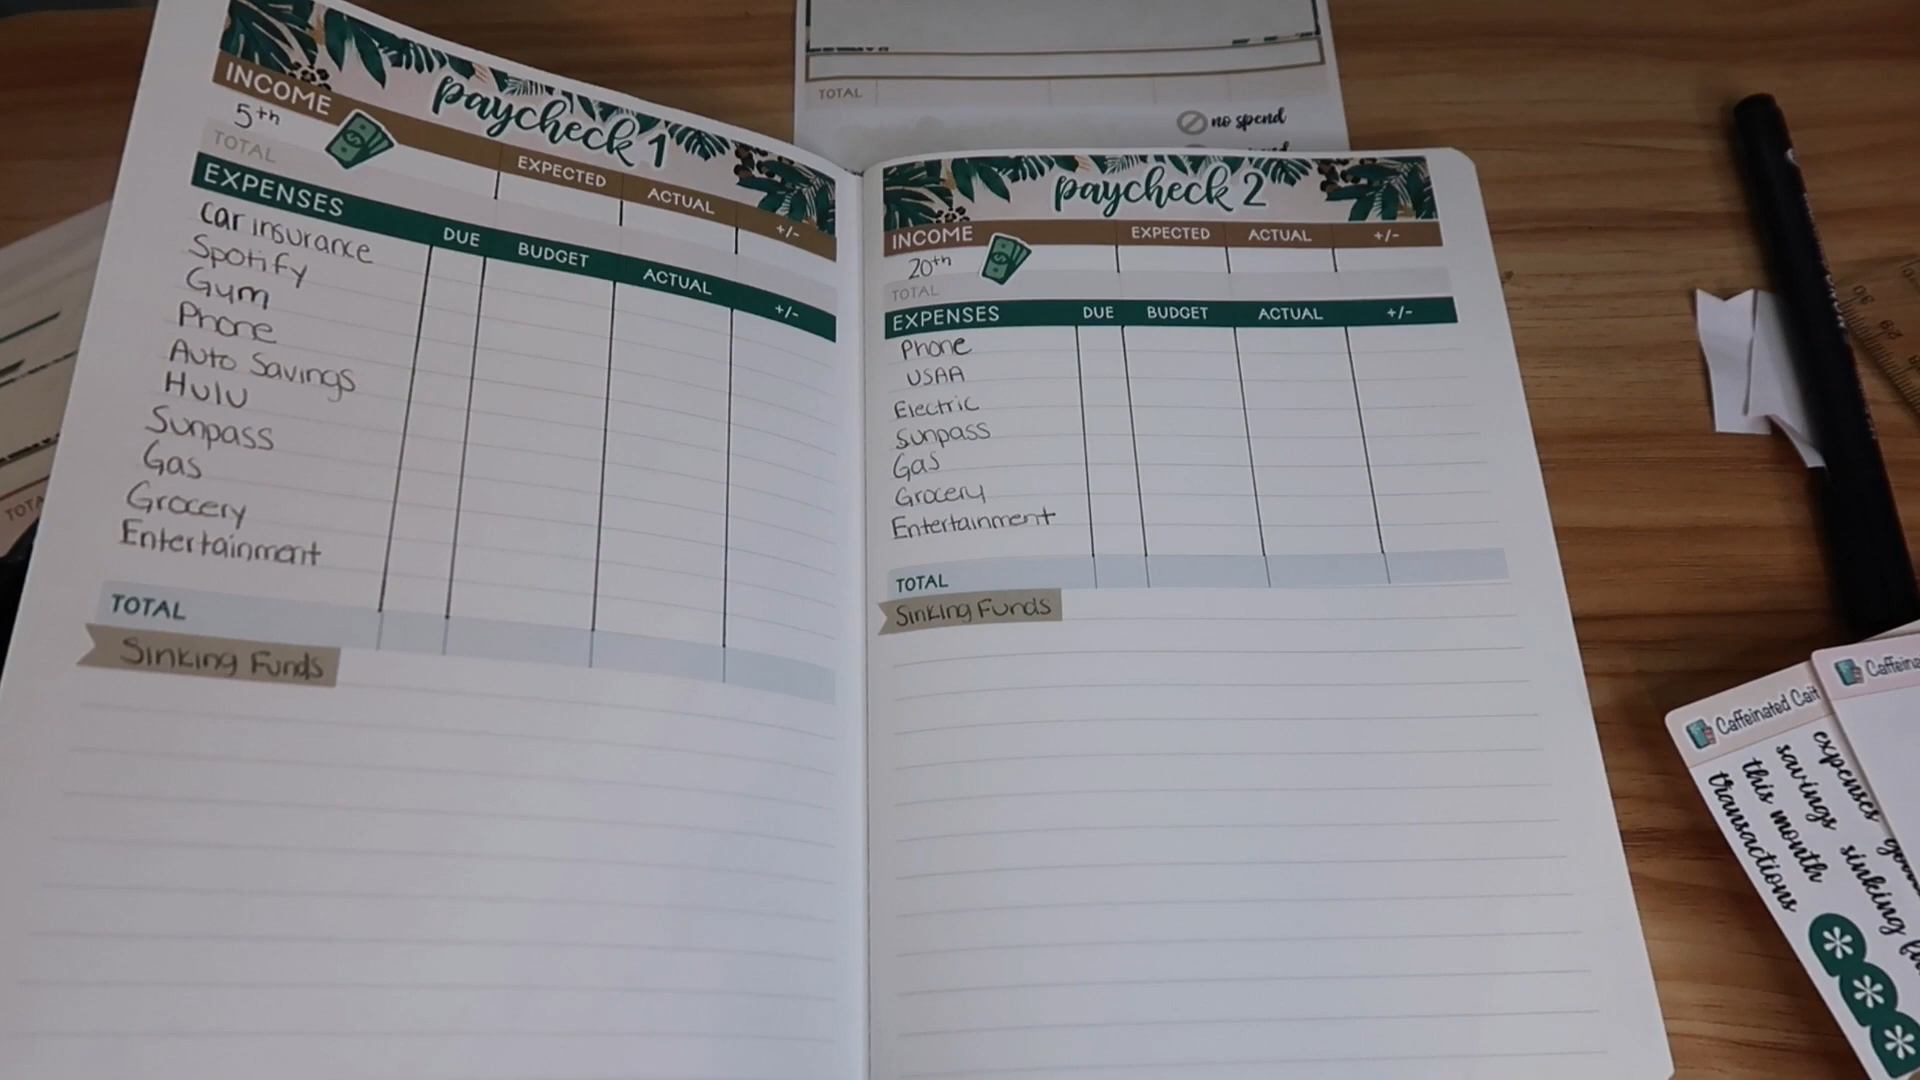 paycheck 1
INCOME EXPECTED ACTUAL +/-
5th
TOTAL
EXPENSES DUE BUDGET ACTUAL +/-
Car insurance
Spotify
Gym
Phone
Auto Savings
Hulu
Sunpass
Gas
Grocery
Entertainment
TOTAL
Sinking Funds
TOTAL
no spend
paycheck 2
INCOME EXPECTED ACTUAL +/-
20th
TOTAL
EXPENSES DUE BUDGET ACTUAL +/-
Phone
USAA
Electric
Sunpass
Gas
Grocery
Entertainment
TOTAL
Sinking Funds
Caffeinated
expenses
savings sinking
this month
transactions